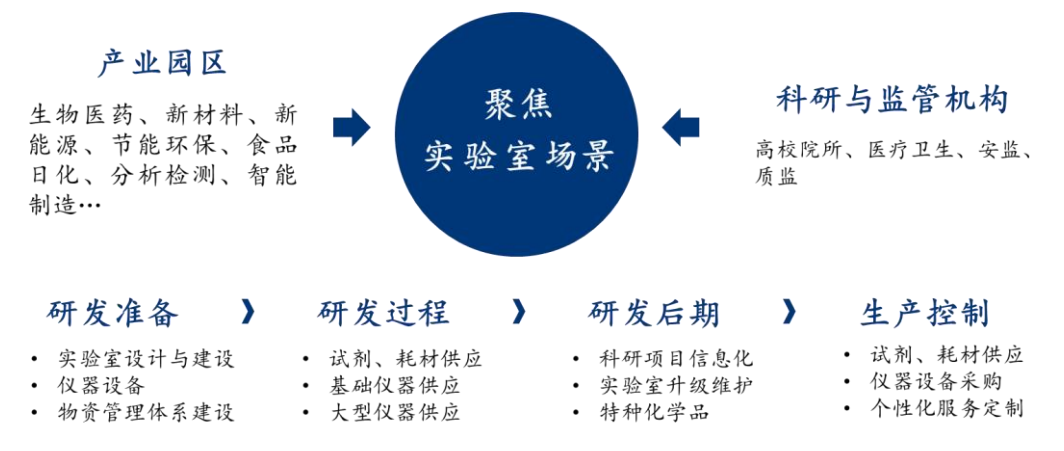 产业园区
生物医药、新材料、新
能源、节能环保、食品
日化、分析检测、智能
制造…
聚焦
实验室场景
科研与监管机构
高校院所、医疗卫生、安监、
质监
研发准备
• 实验室设计与建设
• 仪器设备
• 物资管理体系建设
研发过程
• 试剂、耗材供应
• 基础仪器供应
• 大型仪器供应
研发后期
• 科研项目信息化
• 实验室升级维护
• 特种化学品
生产控制
• 试剂、耗材供应
• 仪器设备采购
• 个性化服务定制